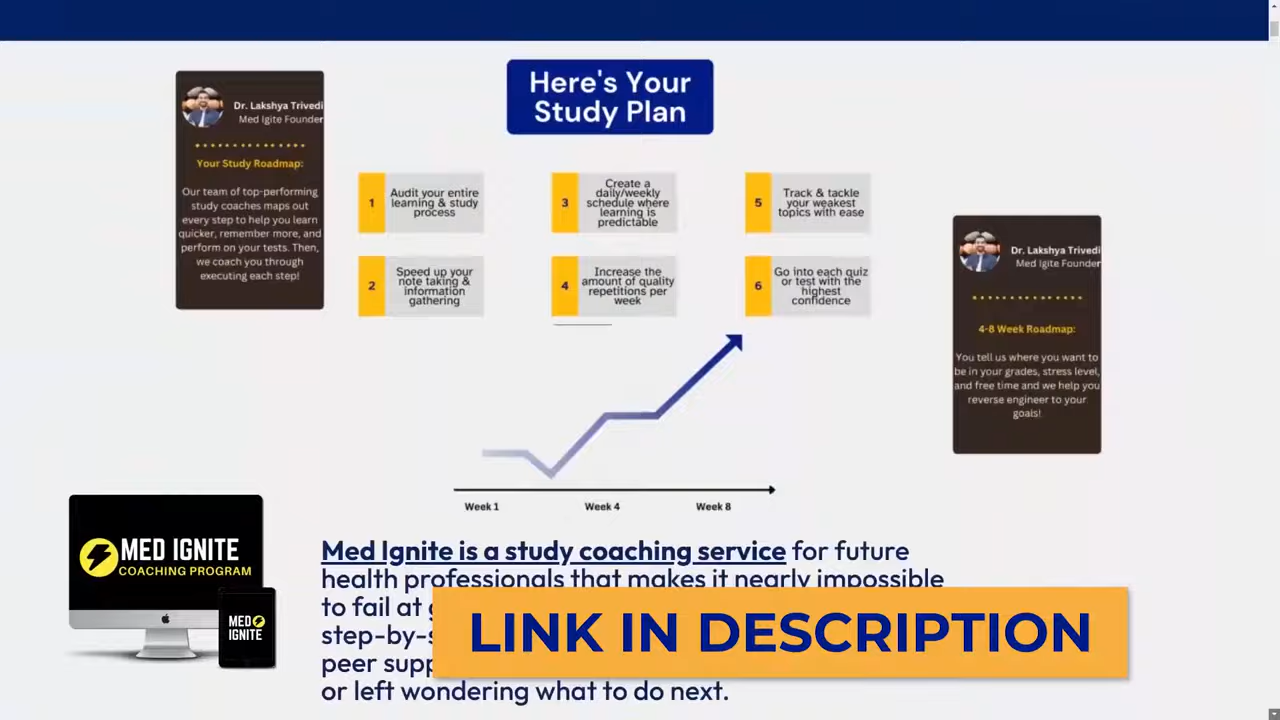 Here's Your
Study Plan
Dr. Lakshya Trivedi
Med Igite Founder
Your Study Roadmap:
Our team of top-performing
study coaches maps out
every step to help you learn
quicker, remember more, and
perform on your tests. Then,
we coach you through
executing each step!
1
Audit your entire
learning & study
process
2
Speed up your
note taking &
information
gathering
3
Create a
daily/weekly
schedule where
learning is
predictable
4
Increase the
amount of quality
repetitions per
week
5
Track & tackle
your weakest
topics with ease
6
Go into each quiz
or test with the
highest
confidence
Dr. Lakshya Trivedi
Med Igite Founder
4-8 Week Roadmap:
You tell us where you want to
be in your grades, stress level,
and free time and we help you
reverse engineer to your
goals!
Week 1
Week 4
Week 8
MED IGNITE
COACHING PROGRAM
MED
IGNITE
Med Ignite is a study coaching service for future
health professionals that makes it nearly impossible
to fail at
step-by-s
peer supp
or left wondering what to do next.
LINK IN DESCRIPTION